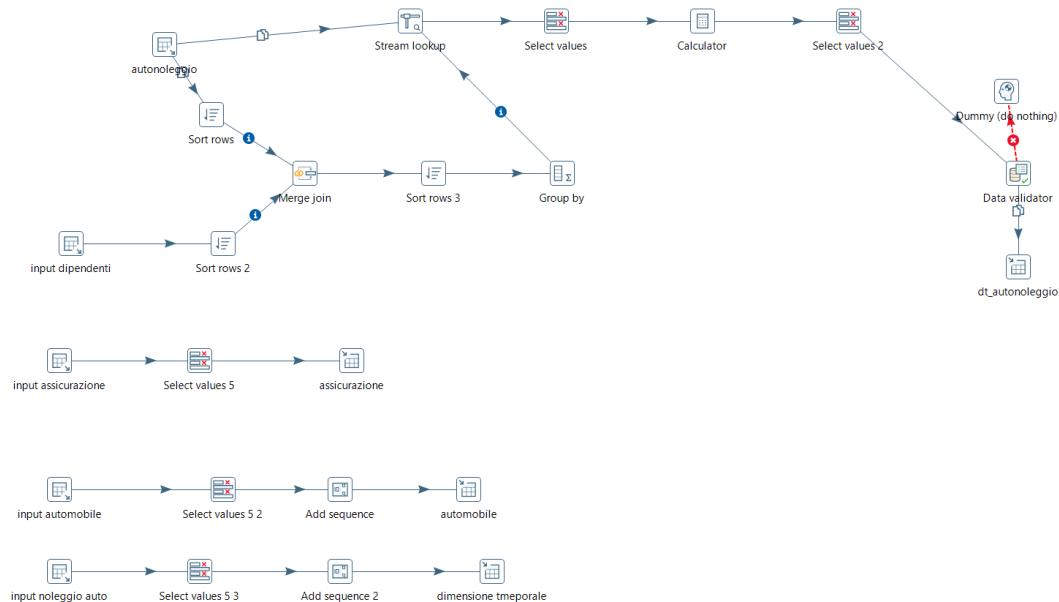 Stream lookup
Select values
Calculator
Select values 2
autonoleggio
Dummy (do nothing)
Sort rows
Merge join
Sort rows 3
Group by
Data validator
input dipendenti
Sort rows 2
dt_autonoleggio
input assicurazione
Select values 5
assicurazione
input automobile
Select values 5 2
Add sequence
automobile
input noleggio auto
Select values 5 3
Add sequence 2
dimensione tmeporale